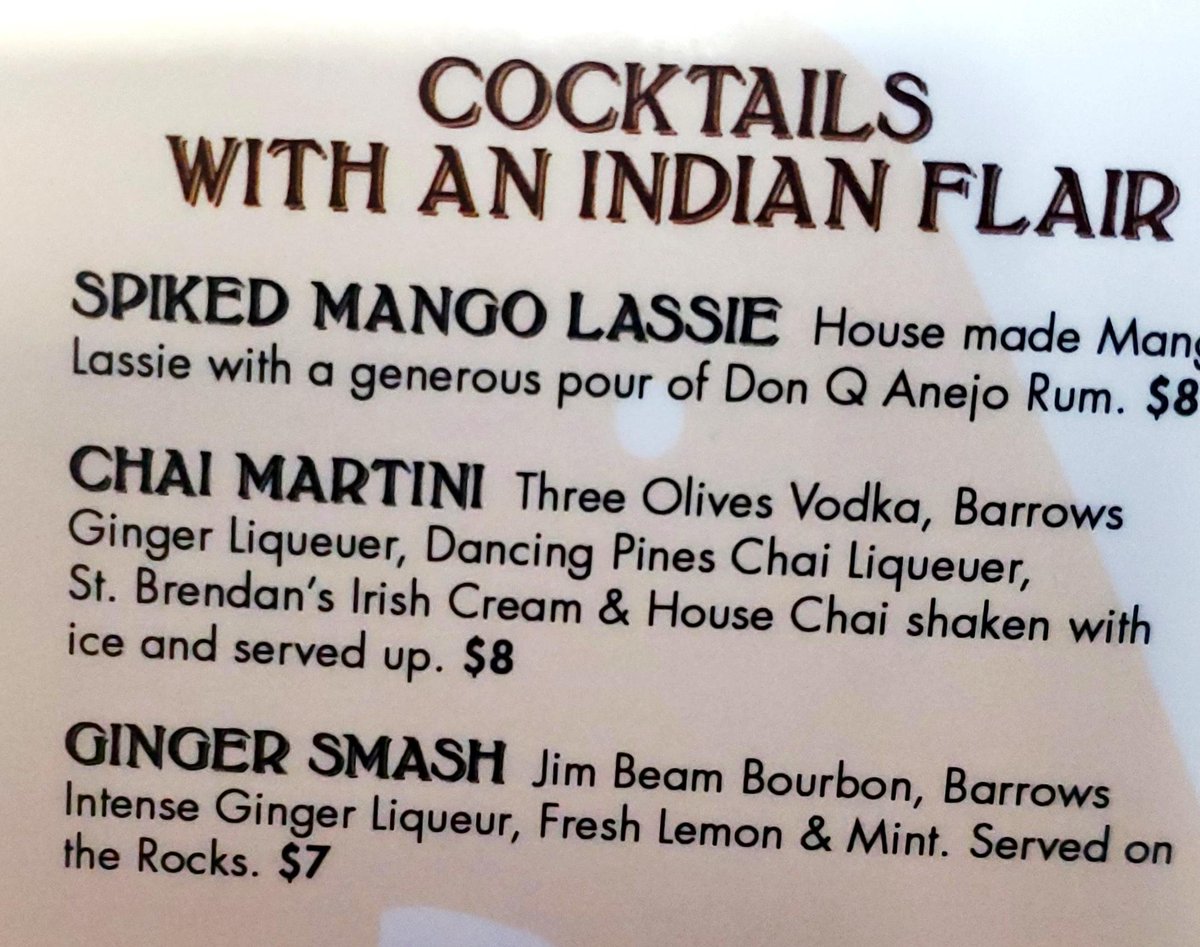 COCKTAILS
WITH AN INDIAN FLAIR
SPIKED MANGO LASSIE House made Mang
Lassie with a generous pour of Don Q Anejo Rum. $8
CHAI MARTINI Three Olives Vodka, Barrows
Ginger Liqueuer, Dancing Pines Chai Liqueuer,
St. Brendan's Irish Cream & House Chai shaken with
ice and served up. $8
GINGER SMASH Jim Beam Bourbon, Barrows
Intense Ginger Liqueur, Fresh Lemon & Mint. Served on
the Rocks. $7